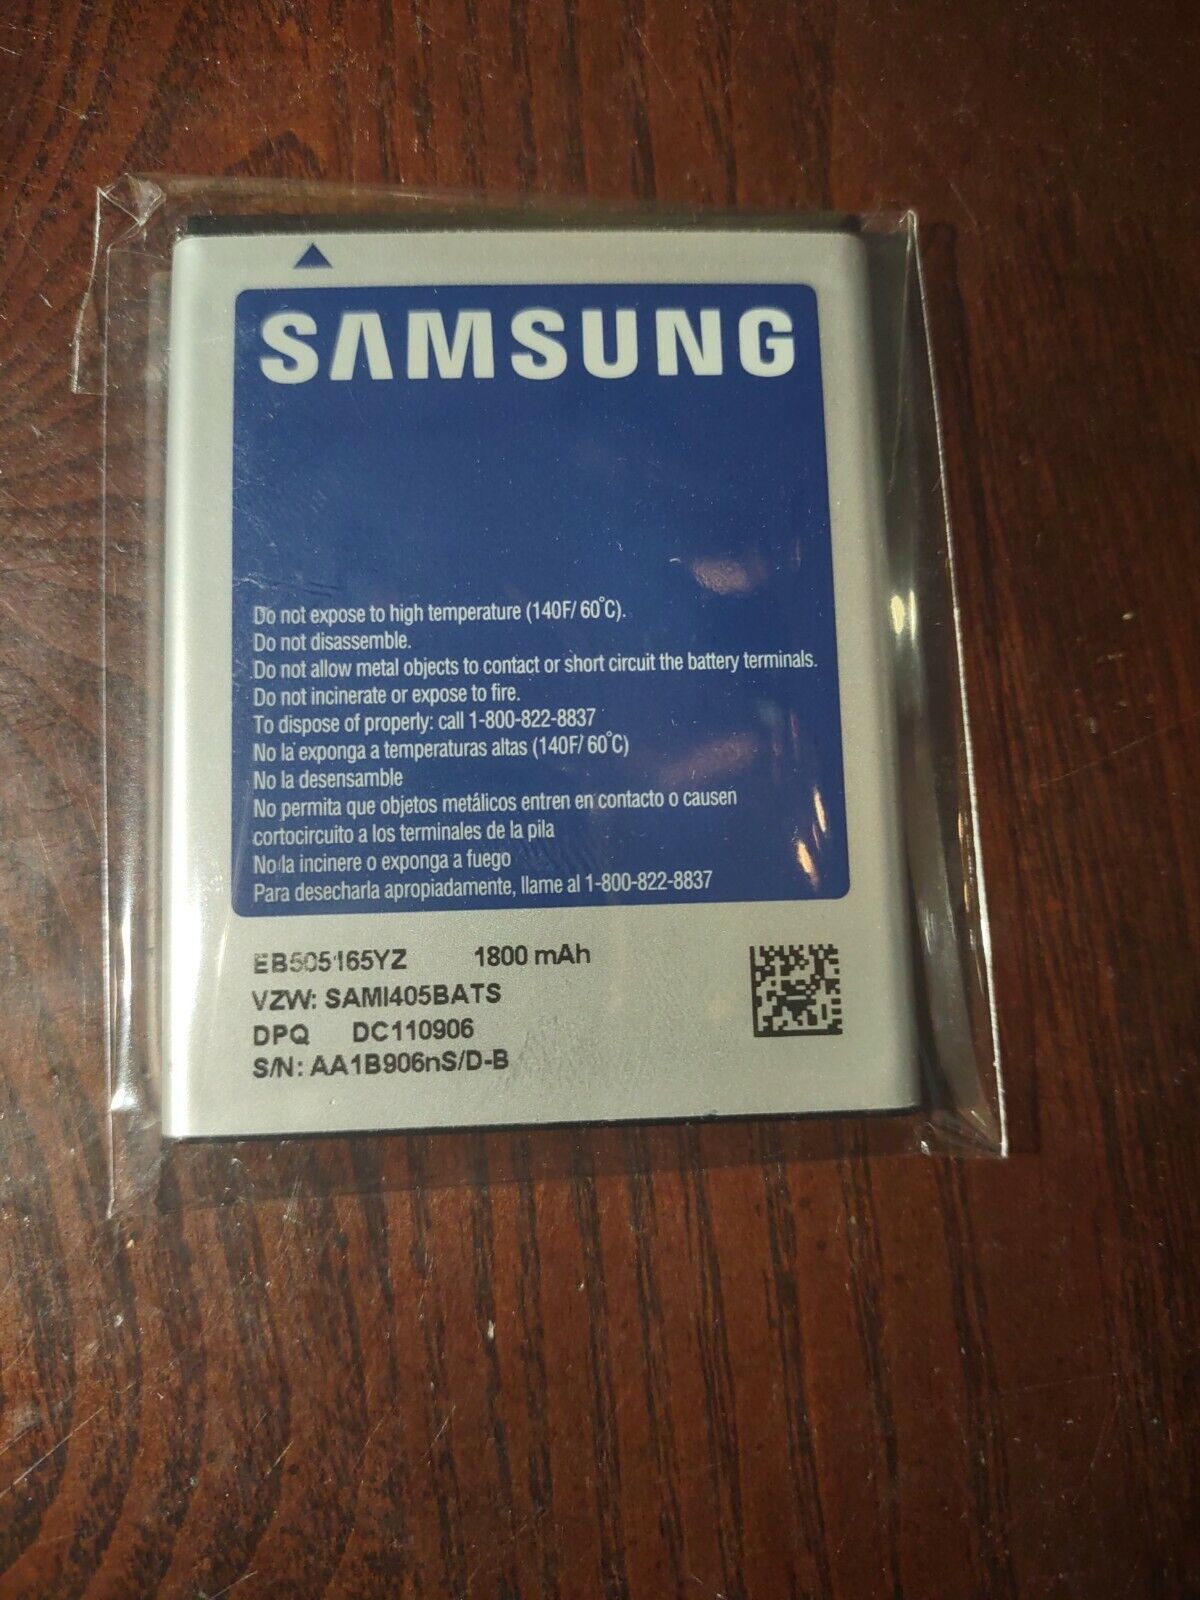 SAMSUNG
Do not expose to high temperature (140F/ 60°C).
Do not disassemble.
Do not allow metal objects to contact or short circuit the battery terminals.
Do not incinerate or expose to fire.
To dispose of properly: call 1-800-822-8837
No la exponga a temperaturas altas (140F/ 60°C)
No la desensamble
No permita que objetos metálicos entren en contacto o causen
cortocircuito a los terminales de la pila
No la incinere o exponga a fuego
Para desecharla apropiadamente, llame al 1-800-822-8837
EB505165YZ 1800 mAh
VZW: SAMI405BATS
DPQ DC110906
S/N: AA1B906nS/D-B